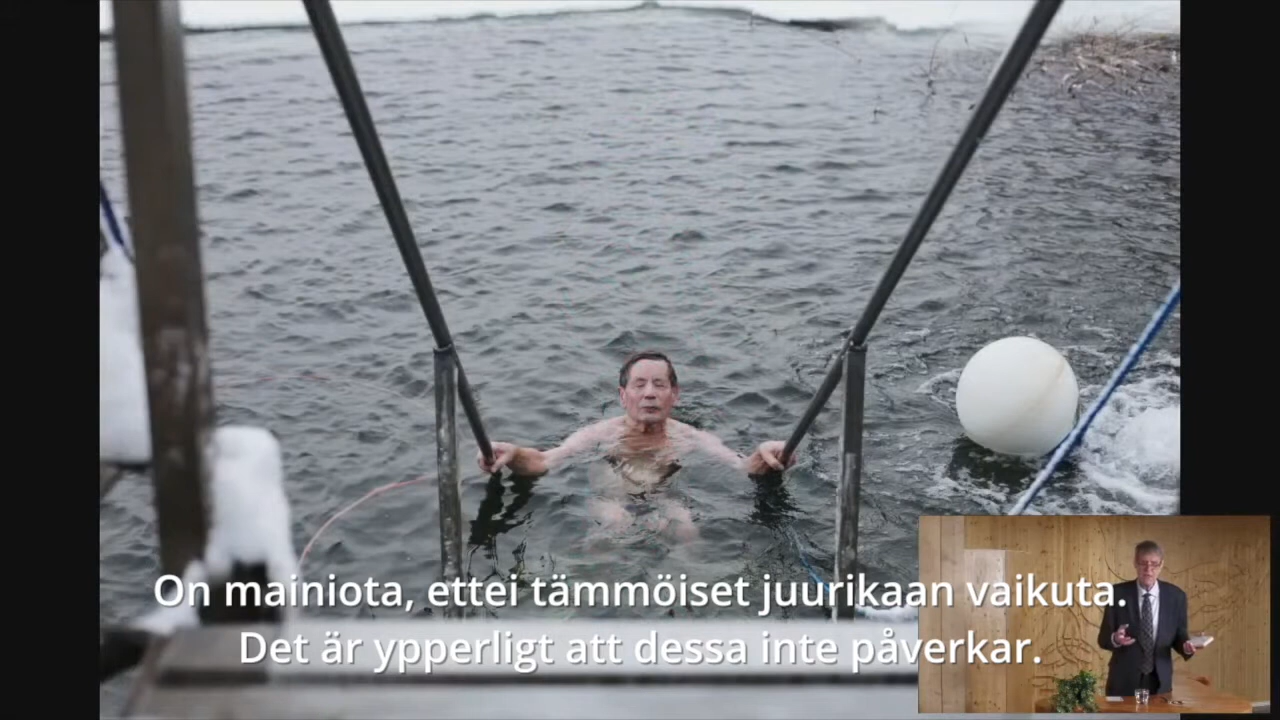 On mainiota, ettei tämmöiset juurikaan vaikuta.
Det är ypperligt att dessa inte påverkar.